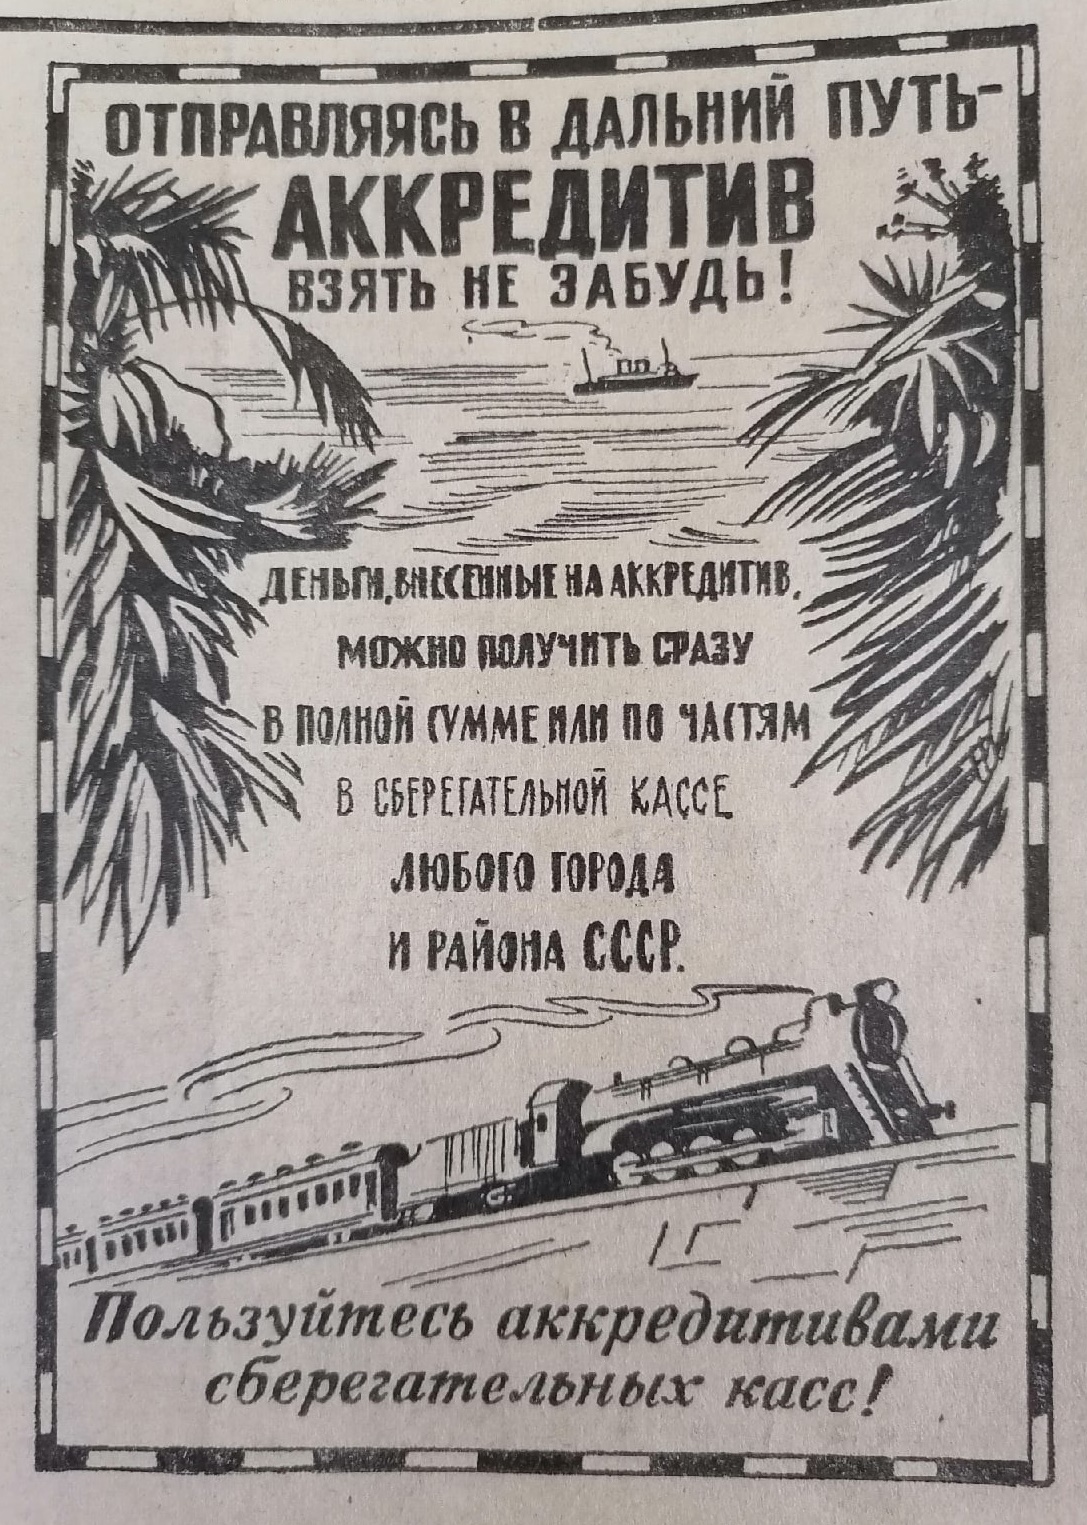 ОТПРАВЛЯЯСЬ В ДАЛЬНИЙ ПУТЬ-
АККРЕДИТИВ
ВЗЯТЬ НЕ ЗАБУДЬ!
ДЕНЬГИ, ВНЕСЕННЫЕ НА АККРЕДИТИВ,
МОЖНО ПОЛУЧИТЬ СРАЗУ
В ПОЛНОЙ СУММЕ ИЛИ ПО ЧАСТЯМ
В СБЕРЕГАТЕЛЬНОЙ КАССЕ
ЛЮБОГО ГОРОДА
И РАЙОНА СССР.
Пользуйтесь аккредитивами
сберегательных касс!